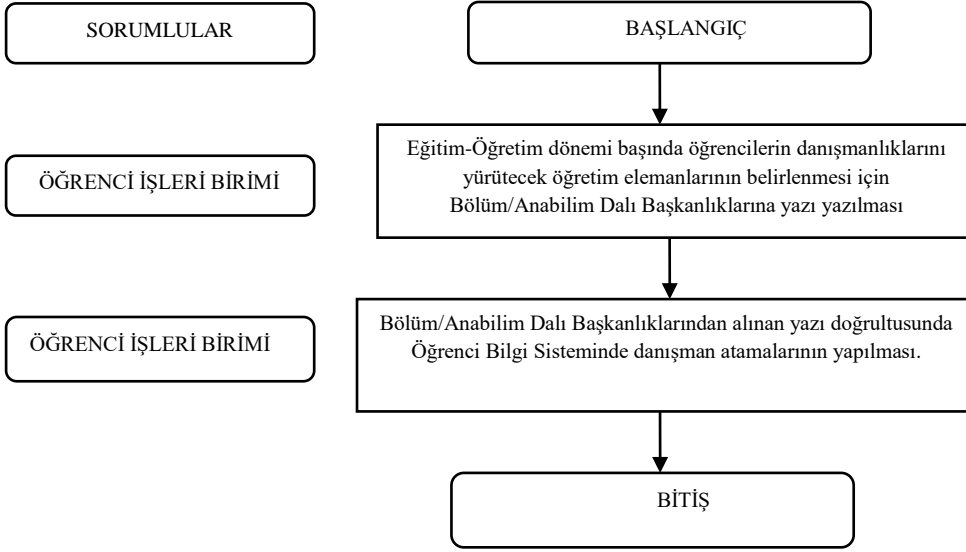 SORUMLULAR
BAŞLANGIÇ
ÖĞRENCİ İŞLERİ BİRİMİ
Eğitim-Öğretim dönemi başında öğrencilerin danışmanlıklarını
yürütecek öğretim elemanlarının belirlenmesi için
Bölüm/Anabilim Dalı Başkanlıklarına yazı yazılması
ÖĞRENCİ İŞLERİ BİRİMİ
Bölüm/Anabilim Dalı Başkanlıklarından alınan yazı doğrultusunda
Öğrenci Bilgi Sisteminde danışman atamalarının yapılması.
BİTİŞ